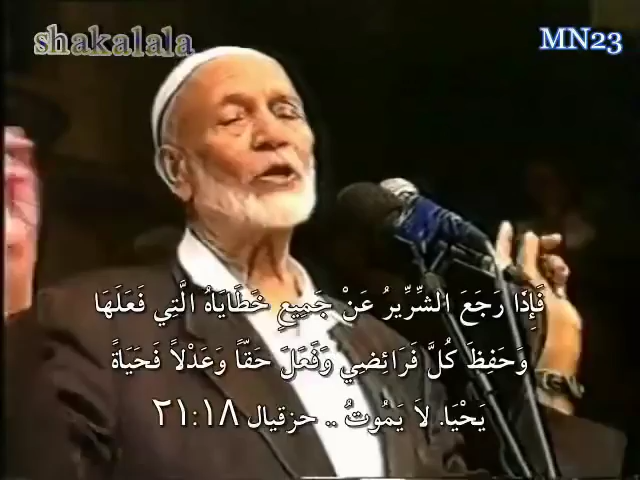 shakalala
MN23
فَإِذَا رَجَعَ الشِّرِّيرُ عَنْ جَمِيعِ خَطَايَاهُ الَّتِي فَعَلَهَا
وَحَفِظَ كُلَّ فَرَائِضِي وَفَعَلَ حَقّاً وَعَدْلاً فَحَيَاةً
يَحْيَا. لاَ يَمُوتُ .. حزقيال ٢١:١٨